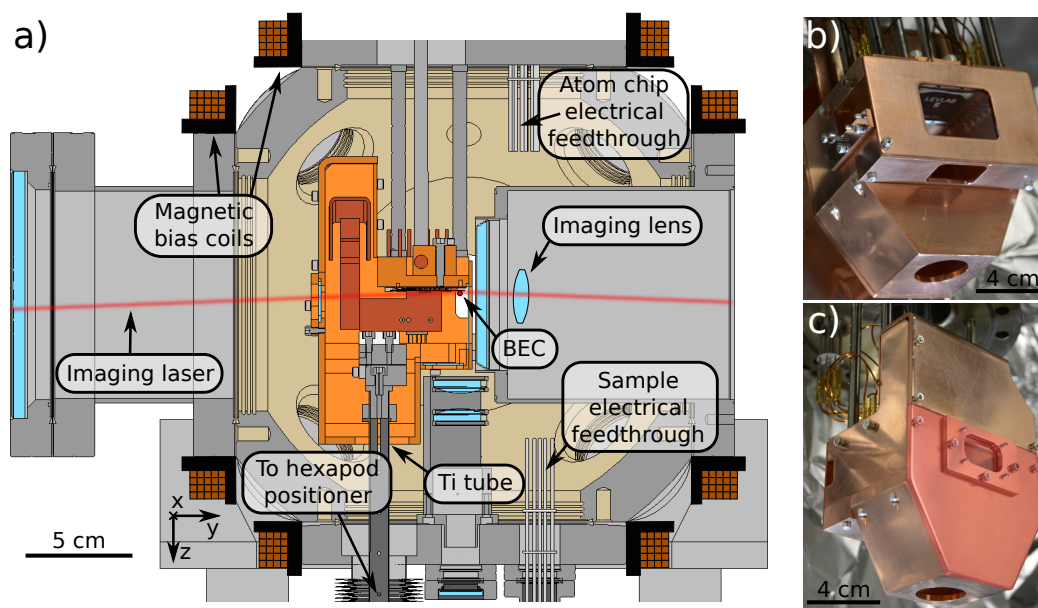 a)
Atom chip
electrical
feedthrough
Magnetic
bias coils
Imaging lens
Imaging laser
BEC
Sample
electrical
feedthrough
To hexapod
positioner
Ti tube
x
y
z
5 cm
b)
LEVLAB
4 cm
c)
4 cm